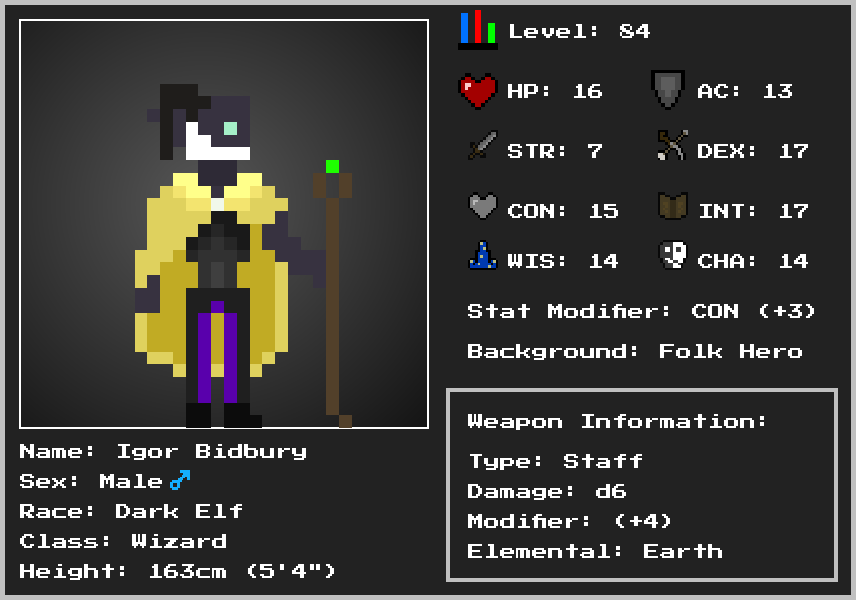 Level: 84
HP: 16
AC: 13
STR: 7
DEX: 17
CON: 15
INT: 17
WIS: 14
CHA: 14
Stat Modifier: CON (+3)
Background: Folk Hero
Weapon Information:
Type: Staff
Damage: d6
Modifier: (+4)
Elemental: Earth
Name: Igor Bidbury
Sex: Male♂
Race: Dark Elf
Class: Wizard
Height: 163cm (5'4")